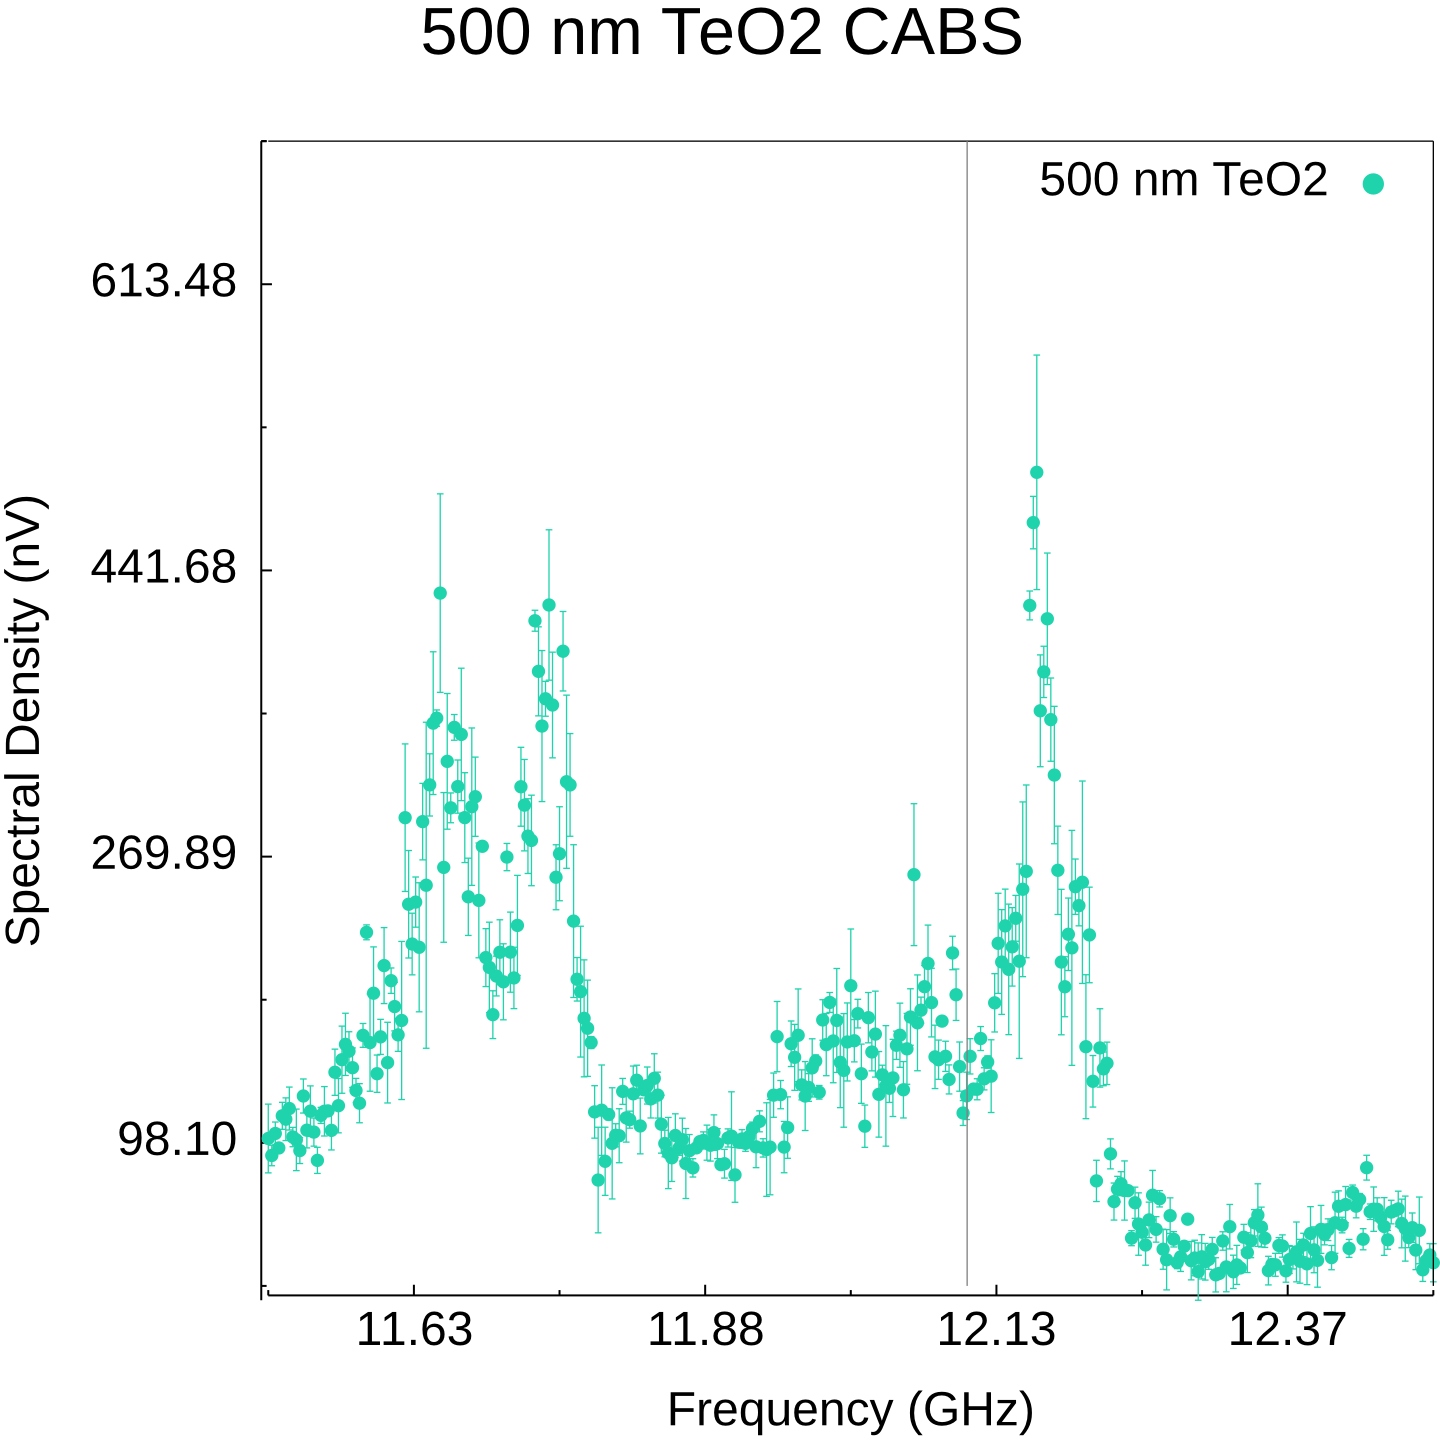 500 nm TeO2 CABS
500 nm TeO2
613.48
441.68
269.89
98.10
Spectral Density (nV)
11.63
11.88
12.13
12.37
Frequency (GHz)